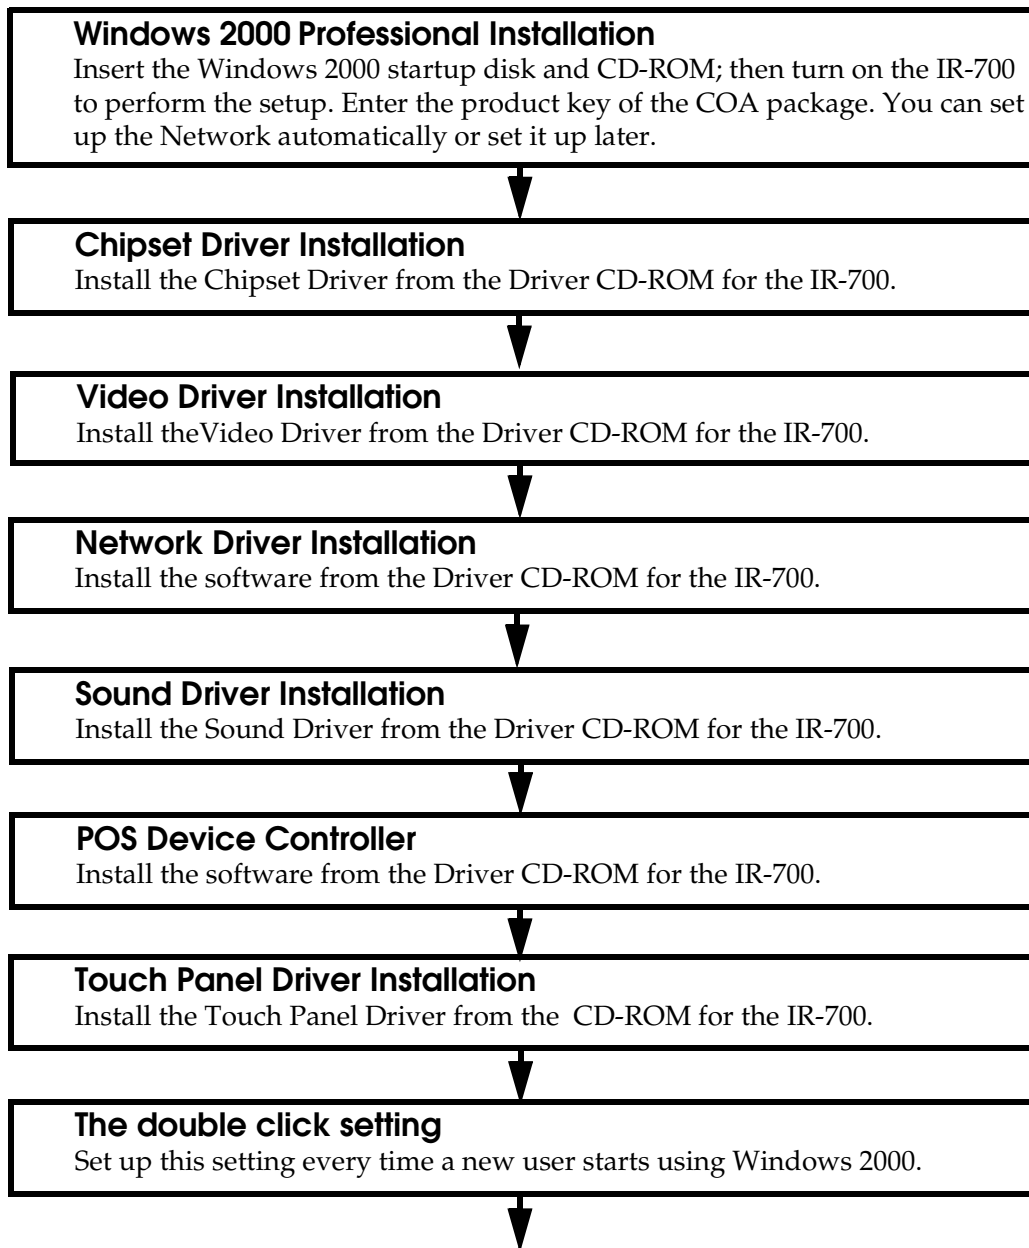 Windows 2000 Professional Installation
Insert the Windows 2000 startup disk and CD-ROM; then turn on the IR-700
to perform the setup. Enter the product key of the COA package. You can set
up the Network automatically or set it up later.
Chipset Driver Installation
Install the Chipset Driver from the Driver CD-ROM for the IR-700.
Video Driver Installation
Install theVideo Driver from the Driver CD-ROM for the IR-700.
Network Driver Installation
Install the software from the Driver CD-ROM for the IR-700.
Sound Driver Installation
Install the Sound Driver from the Driver CD-ROM for the IR-700.
POS Device Controller
Install the software from the Driver CD-ROM for the IR-700.
Touch Panel Driver Installation
Install the Touch Panel Driver from the  CD-ROM for the IR-700.
The double click setting
Set up this setting every time a new user starts using Windows 2000.